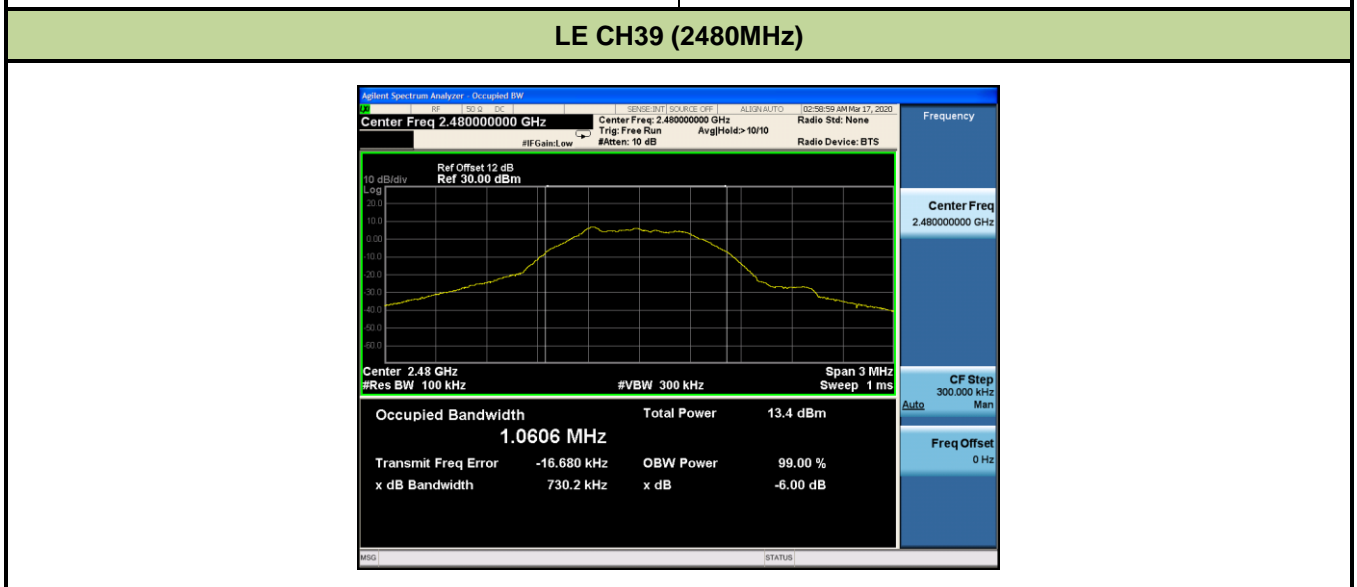 LE CH39 (2480MHz)
Agilent Spectrum Analyzer - Occupied BW
RF 50 Ω DC SENSE:INT SOURCE OFF ALIGN AUTO 02:58:59 AM Mar 17, 2020
Center Freq 2.480000000 GHz
Center Freq: 2.480000000 GHz
Radio Std: None
Trig: Free Run Avg|Hold:> 10/10
#IFGain:Low
#Atten: 10 dB
Radio Device: BTS
Ref Offset 12 dB
10 dB/div Ref 30.00 dBm
Log
20.0
10.0
0.00
-10.0
-20.0
-30.0
-40.0
-50.0
-60.0
Center 2.48 GHz Span 3 MHz
#Res BW 100 kHz #VBW 300 kHz Sweep 1 ms
Occupied Bandwidth Total Power 13.4 dBm
1.0606 MHz
Transmit Freq Error -16.680 kHz OBW Power 99.00 %
x dB Bandwidth 730.2 kHz x dB -6.00 dB
MSG STATUS
Frequency
Center Freq
2.480000000 GHz
CF Step
300.000 kHz
Auto Man
Freq Offset
0 Hz